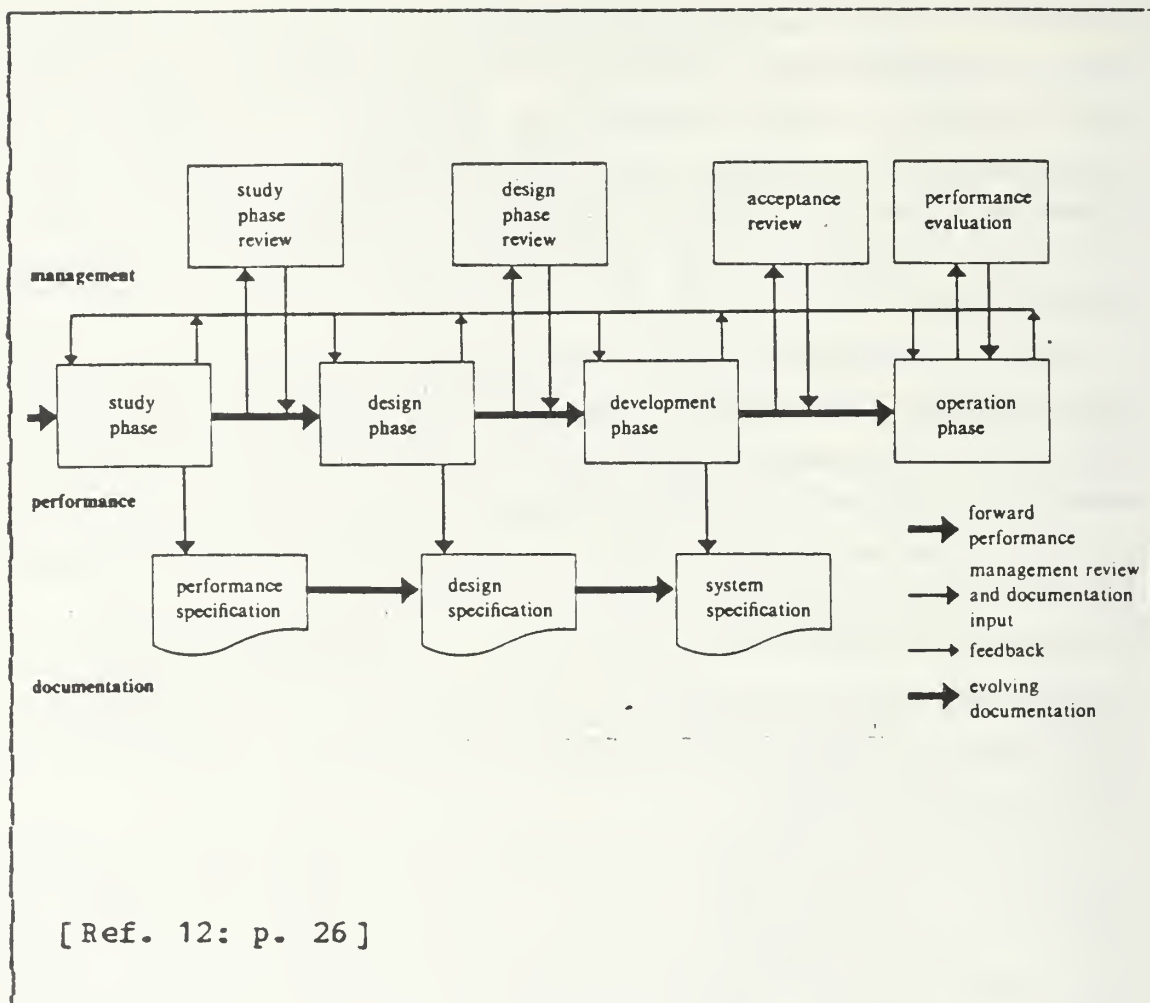 study
phase
review
design
phase
review
acceptance
review
performance
evaluation
management
study
phase
design
phase
development
phase
operation
phase
performance
performance
specification
design
specification
system
specification
forward
performance
management review
and documentation
input
feedback
evolving
documentation
documentation
[Ref. 12: p. 26]